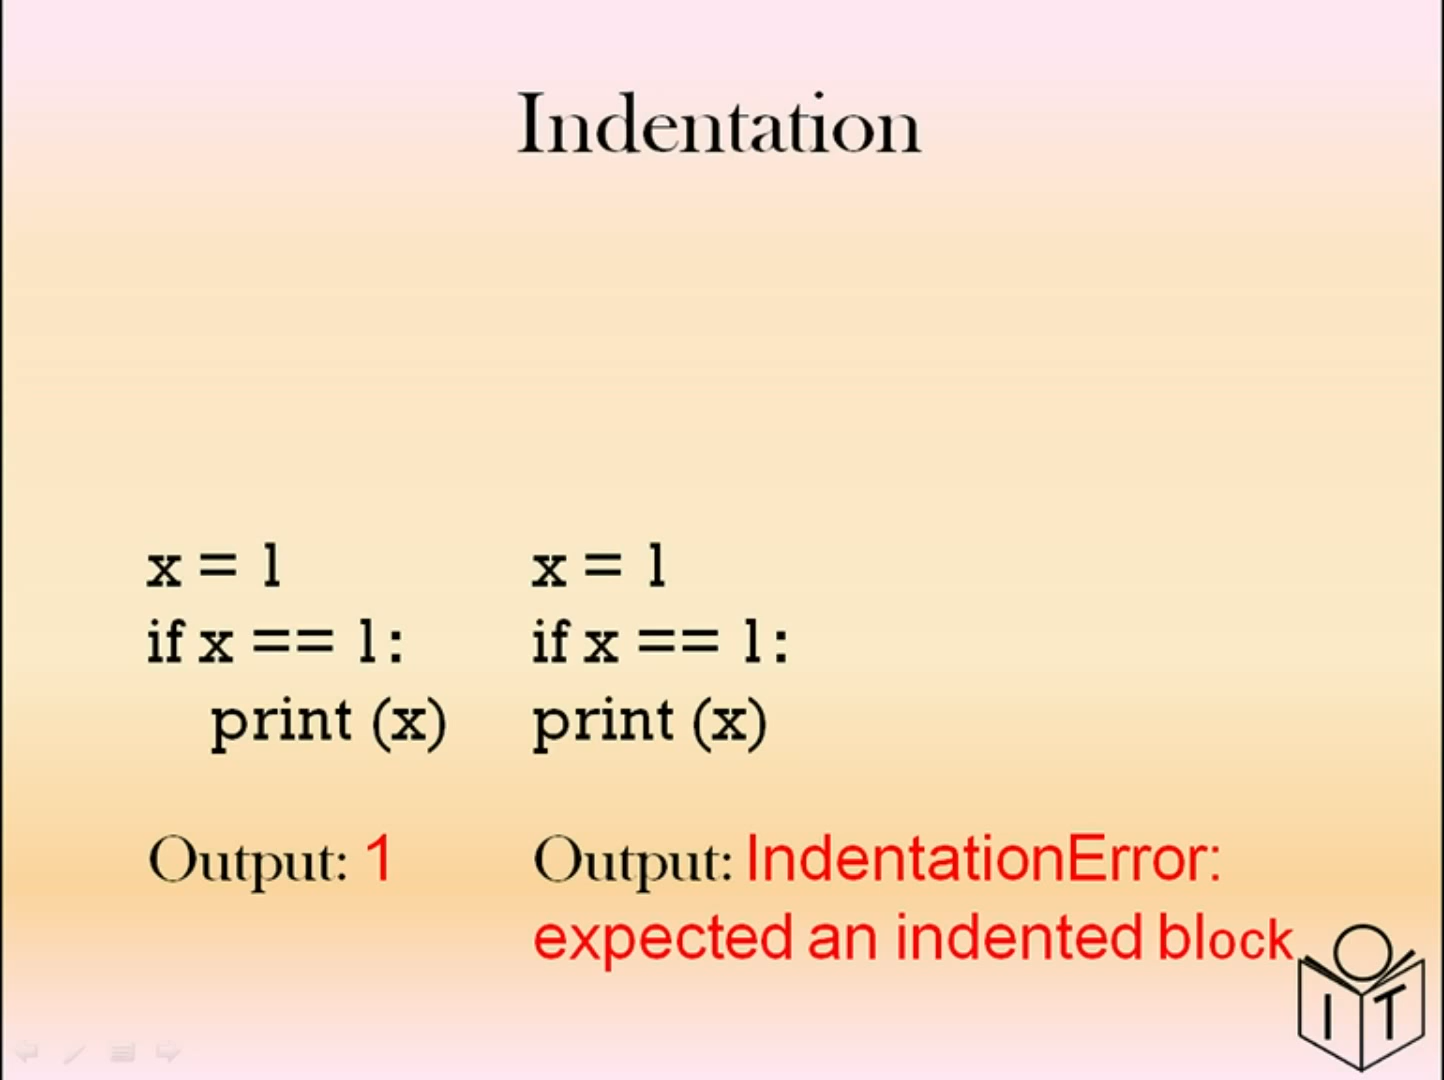 Indentation
x = 1
if x == 1:
print (x)
Output: 1
x = 1
if x == 1:
print (x)
Output: IndentationError:
expected an indented block
I T